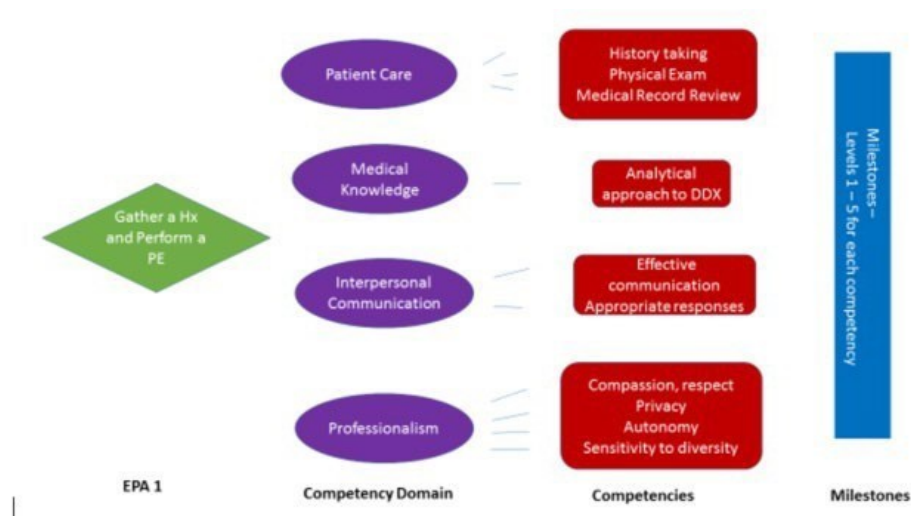 Patient Care
History taking
Physical Exam
Medical Record Review
Medical
Knowledge
Analytical
approach to DDX
Gather a Hx
and Perform a
PE
Interpersonal
Communication
Effective
communication
Appropriate responses
Professionalism
Compassion, respect
Privacy
Autonomy
Sensitivity to diversity
Milestones –
Levels 1 – 5 for each competency
EPA 1
Competency Domain
Competencies
Milestones